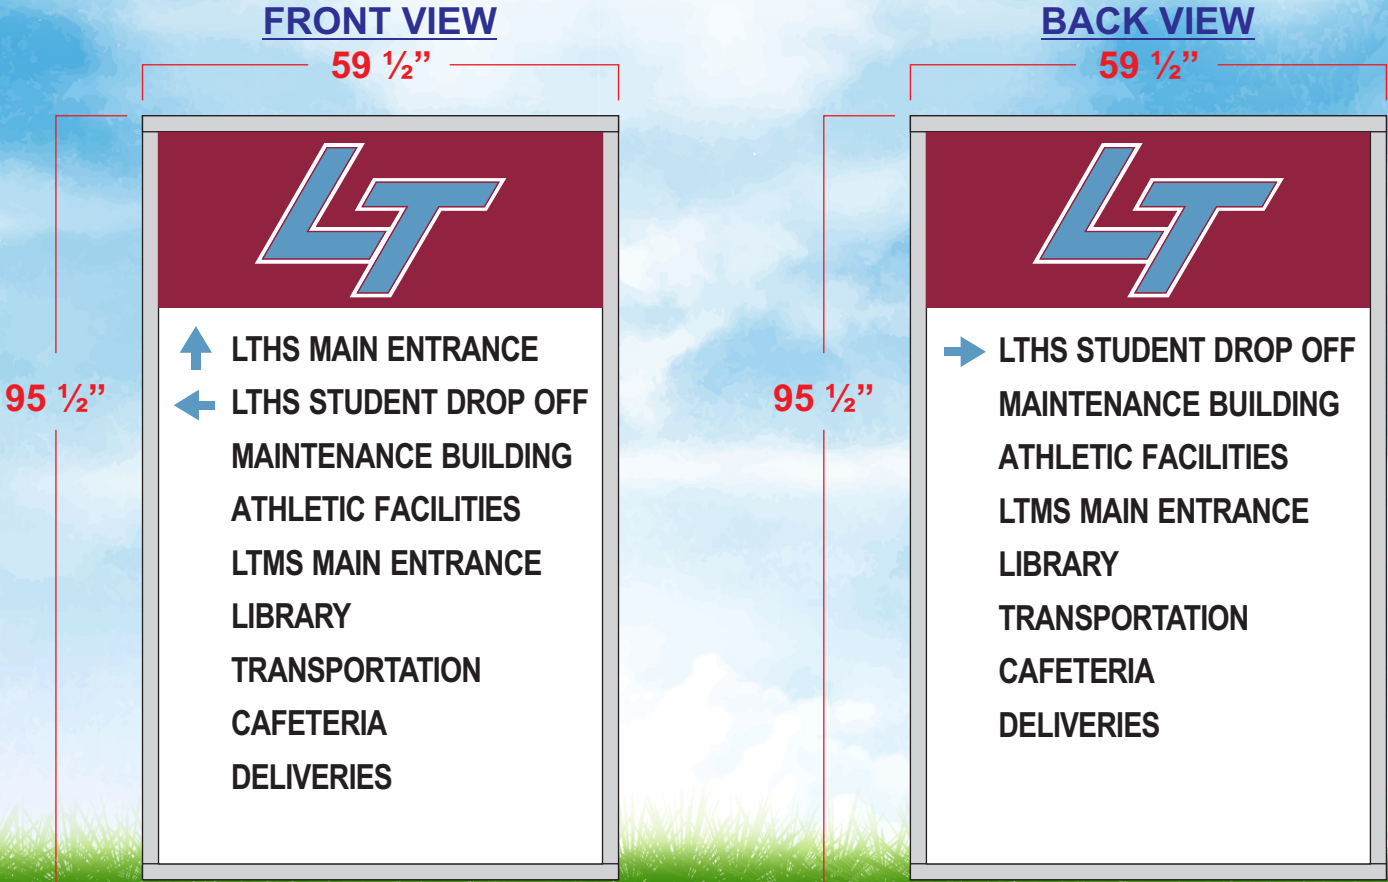 FRONT VIEW
59 ½”
95 ½”
LT
LTHS MAIN ENTRANCE
LTHS STUDENT DROP OFF
MAINTENANCE BUILDING
ATHLETIC FACILITIES
LTMS MAIN ENTRANCE
LIBRARY
TRANSPORTATION
CAFETERIA
DELIVERIES
BACK VIEW
59 ½”
95 ½”
LT
LTHS STUDENT DROP OFF
MAINTENANCE BUILDING
ATHLETIC FACILITIES
LTMS MAIN ENTRANCE
LIBRARY
TRANSPORTATION
CAFETERIA
DELIVERIES